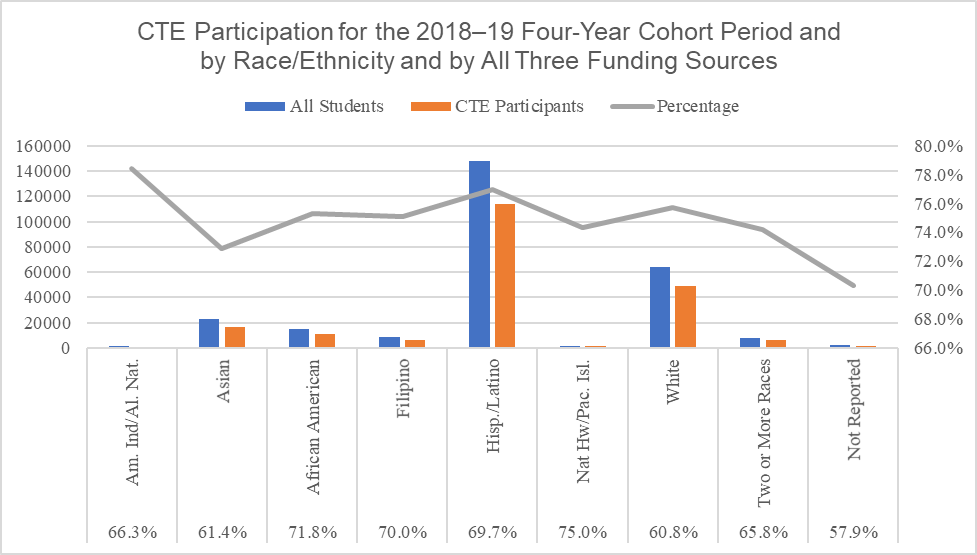 CTE Participation for the 2018–19 Four-Year Cohort Period and
by Race/Ethnicity and by All Three Funding Sources
All Students
CTE Participants
Percentage
160000
140000
120000
100000
80000
60000
40000
20000
0
80.0%
78.0%
76.0%
74.0%
72.0%
70.0%
68.0%
66.0%
Am. Ind/Al. Nat.
Asian
African American
Filipino
Hisp./Latino
Nat Hw/Pac. Isl.
White
Two or More Races
Not Reported
66.3% 61.4% 71.8% 70.0% 69.7% 75.0% 60.8% 65.8% 57.9%